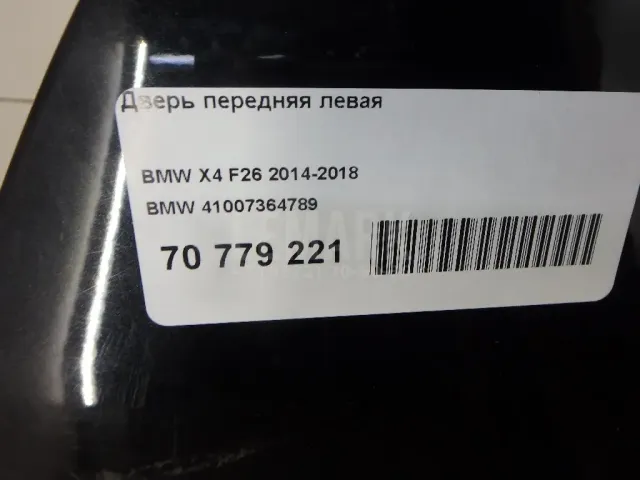 Дверь передняя левая
BMW X4 F26 2014-2018
BMW 41007364789
70 779 221